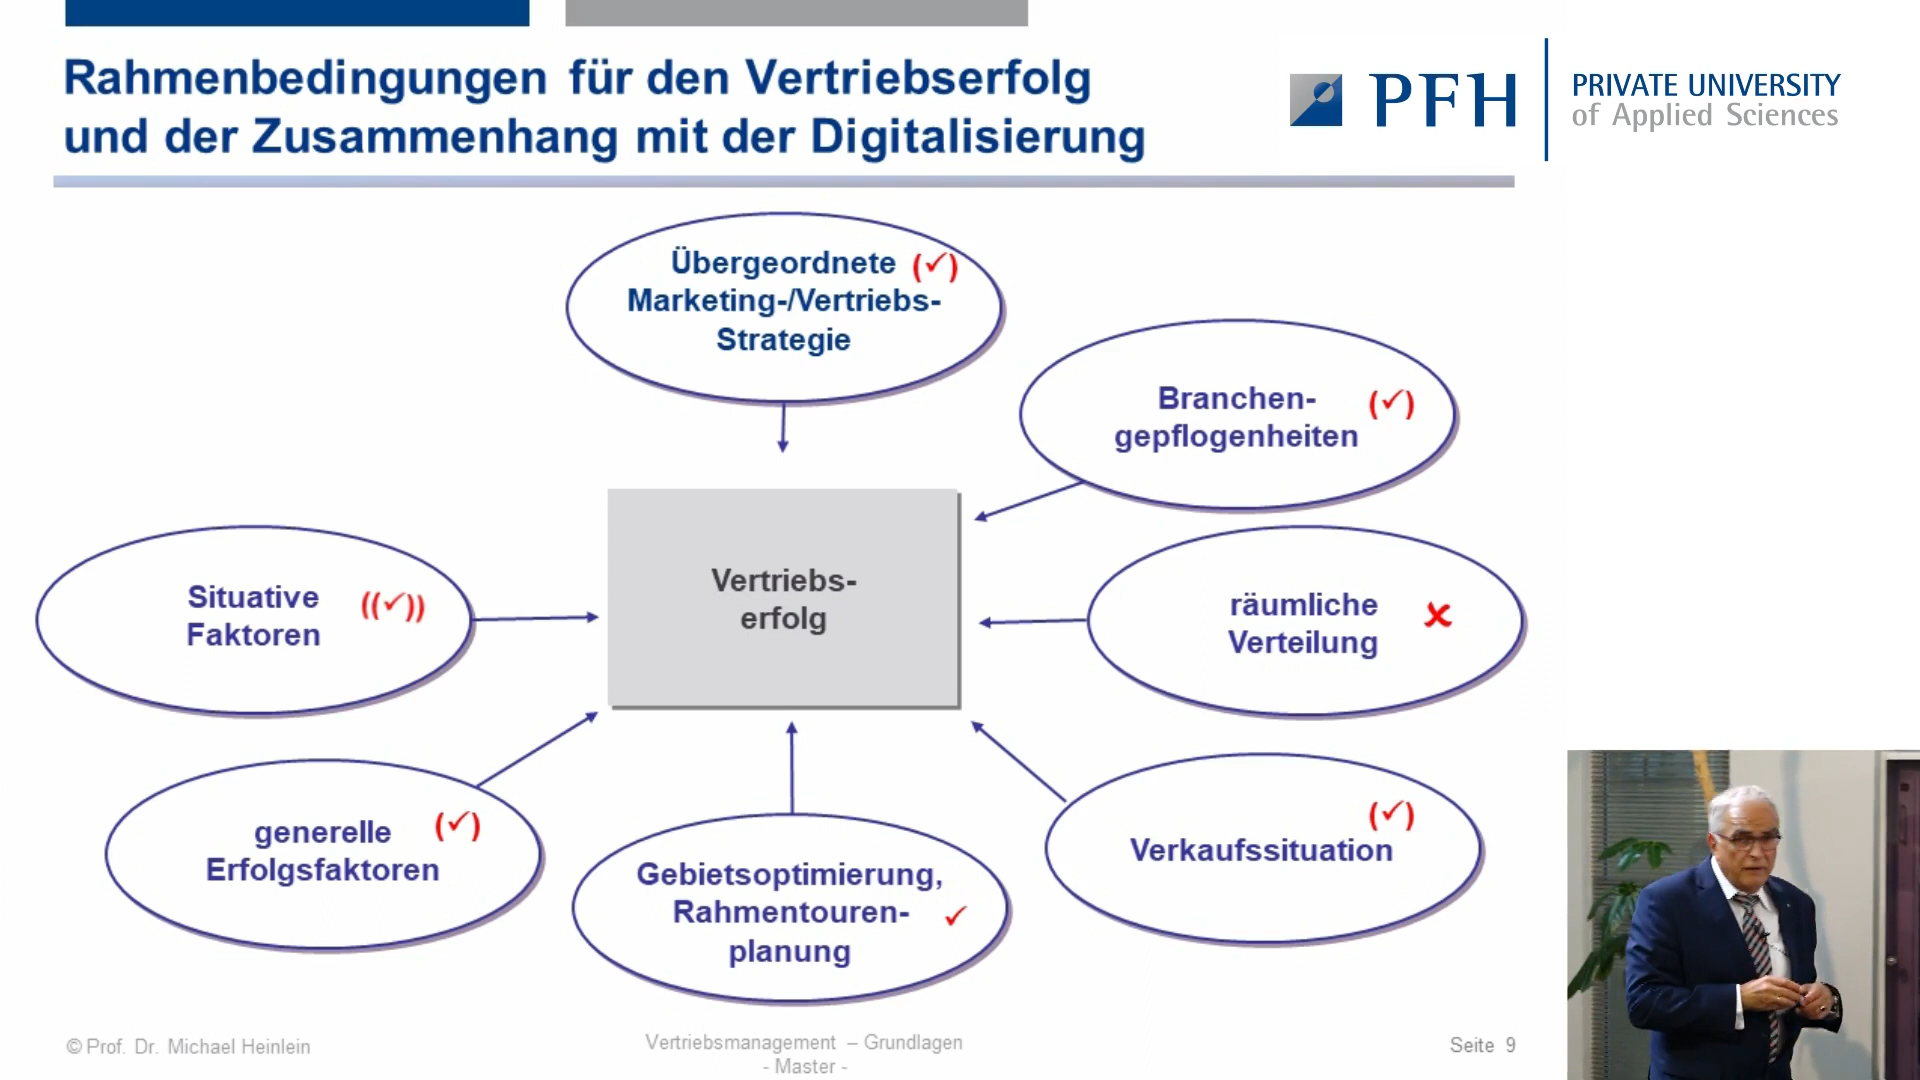 Rahmenbedingungen für den Vertriebserfolg
und der Zusammenhang mit der Digitalisierung
PFH
PRIVATE UNIVERSITY
of Applied Sciences
Übergeordnete (✓)
Marketing-/Vertriebs-
Strategie
Branchen- (✓)
gepflogenheiten
Situative ((✓))
Faktoren
Vertriebs-
erfolg
räumliche ✘
Verteilung
generelle (✓)
Erfolgsfaktoren
Gebietsoptimierung,
Rahmentouren- ✓
planung
(✓)
Verkaufssituation
© Prof. Dr. Michael Heinlein
Vertriebsmanagement – Grundlagen
- Master -
Seite 9